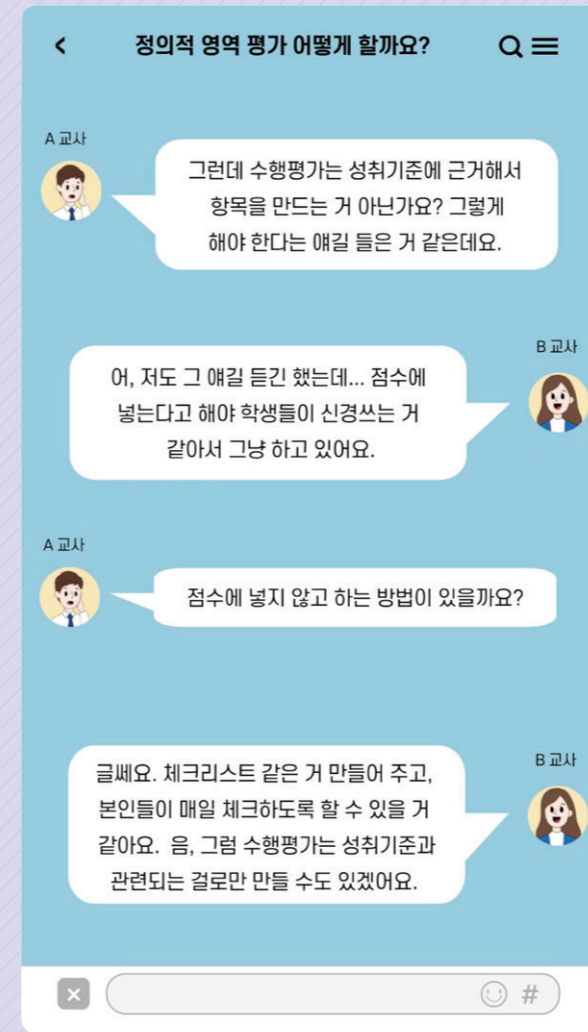 정의적 영역 평가 어떻게 할까요?
A 교사
그런데 수행평가는 성취기준에 근거해서
항목을 만드는 거 아닌가요? 그렇게
해야 한다는 얘길 들은 거 같은데요.
B 교사
어, 저도 그 얘길 듣긴 했는데... 점수에
넣는다고 해야 학생들이 신경쓰는 거
같아서 그냥 하고 있어요.
A 교사
점수에 넣지 않고 하는 방법이 있을까요?
B 교사
글쎄요. 체크리스트 같은 거 만들어 주고,
본인들이 매일 체크하도록 할 수 있을 거
같아요. 음, 그럼 수행평가는 성취기준과
관련되는 걸로만 만들 수도 있겠어요.
#